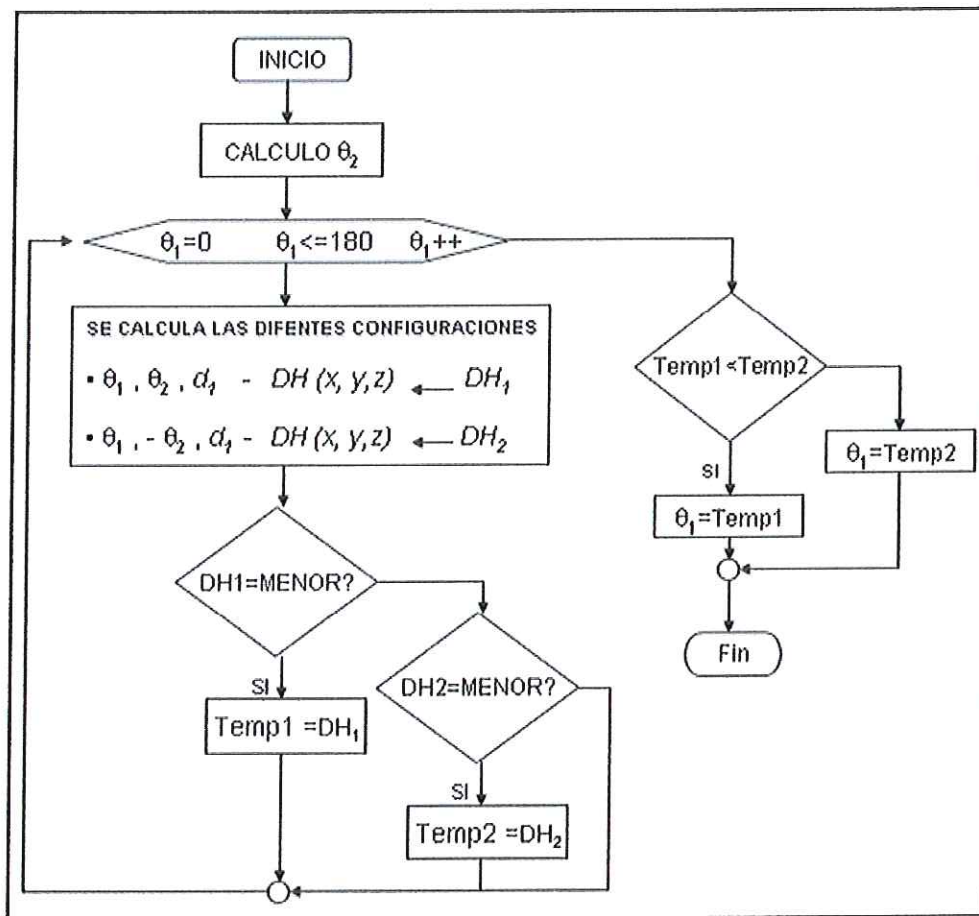 INICIO
CALCULO θ₂
θ₁=0 θ₁<=180 θ₁++
SE CALCULA LAS DIFENTES CONFIGURACIONES
▪ θ₁ , θ₂ , d₁ - DH (x, y,z) ← DH₁
▪ θ₁ , - θ₂ , d₁ - DH (x, y,z) ← DH₂
DH1=MENOR?
SI
Temp1 =DH₁
DH2=MENOR?
SI
Temp2 =DH₂
Temp1<Temp2
SI
θ₁=Temp1
θ₁=Temp2
Fin